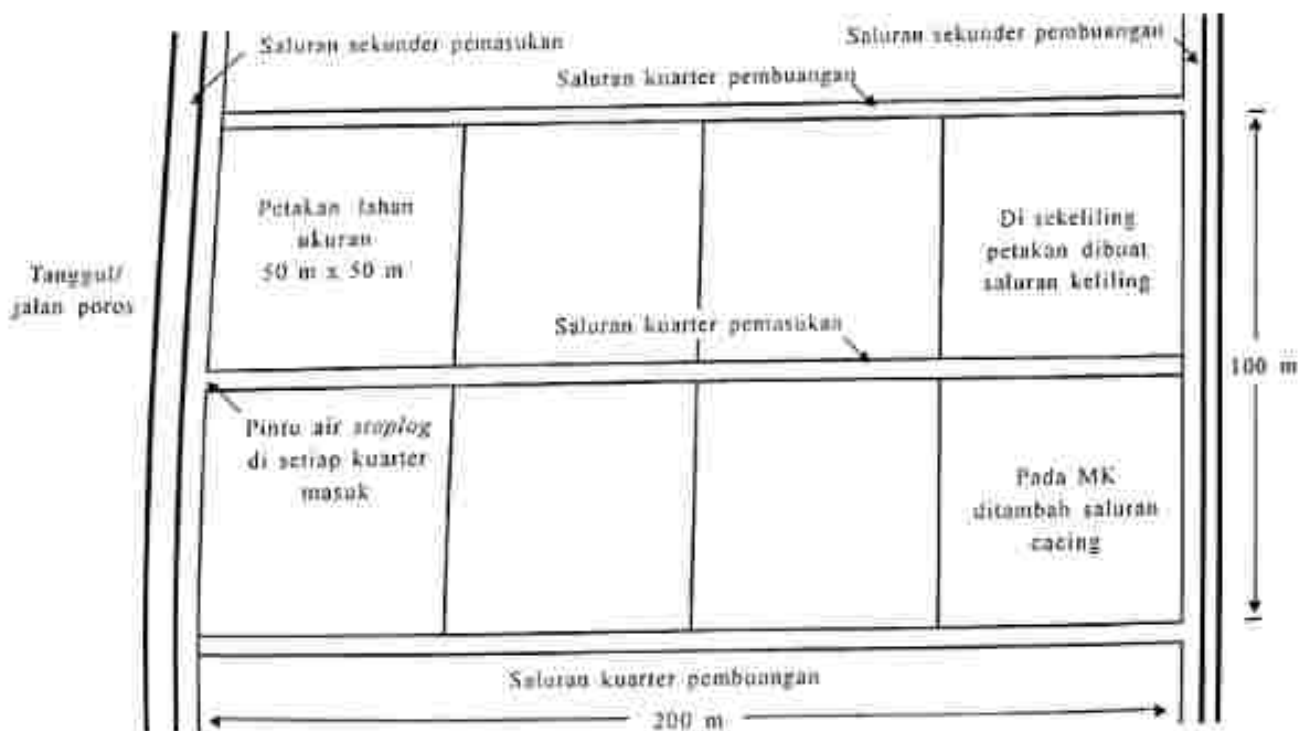 Saluran sekunder pemasukan
Saluran sekunder pembuangan
Saluran kuarter pembuangan
Petakan lahan
ukuran
50 m x 50 m
Di sekeliling
petakan dibuat
saluran keliling
Tanggul/
jalan poros
Saluran kuarter pemasukan
100 m
Pintu air stoplog
di setiap kuarter
masuk
Pada MK
ditambah saluran
cacing
Saluran kuarter pembuangan
200 m